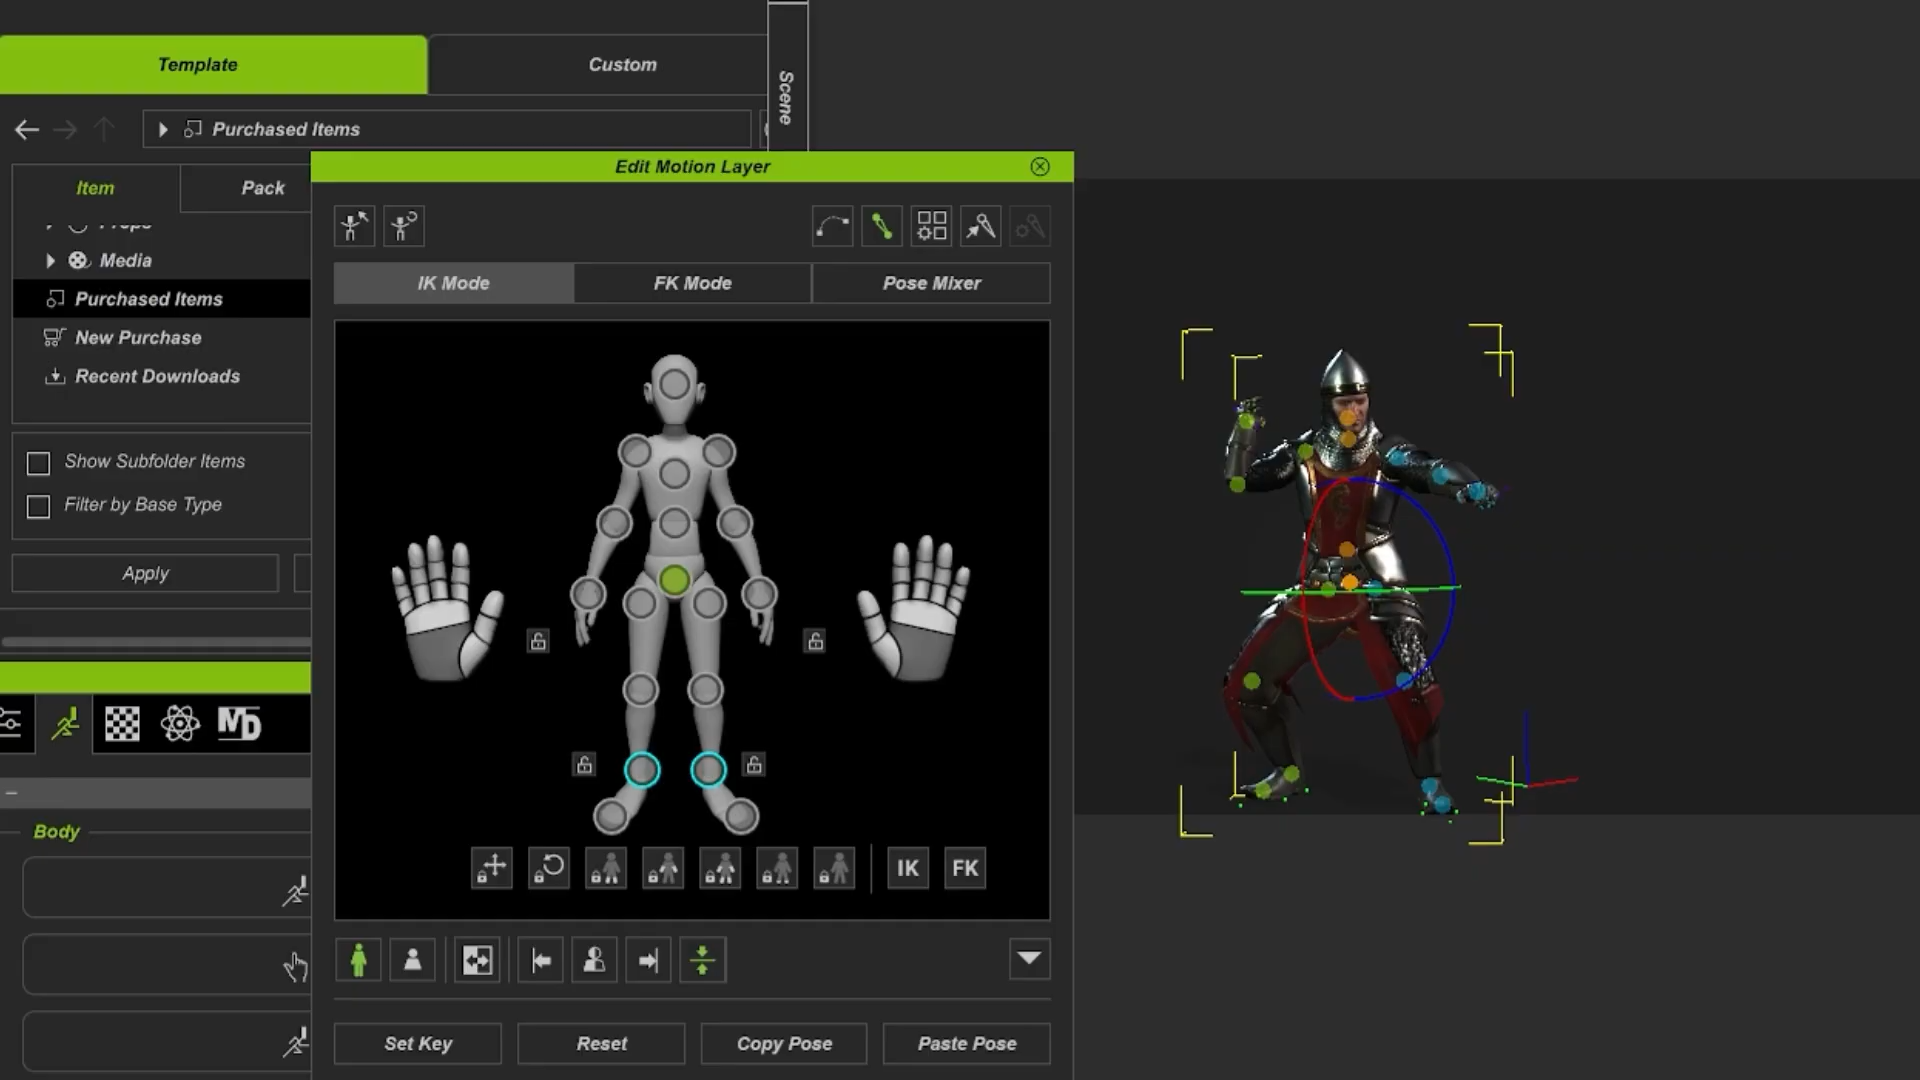 Template
Custom
Scene
Purchased Items
Edit Motion Layer
Item
Pack
Props
Media
Purchased Items
New Purchase
Recent Downloads
IK Mode
FK Mode
Pose Mixer
Show Subfolder Items
Filter by Base Type
Apply
MD
Body
IK
FK
Set Key
Reset
Copy Pose
Paste Pose